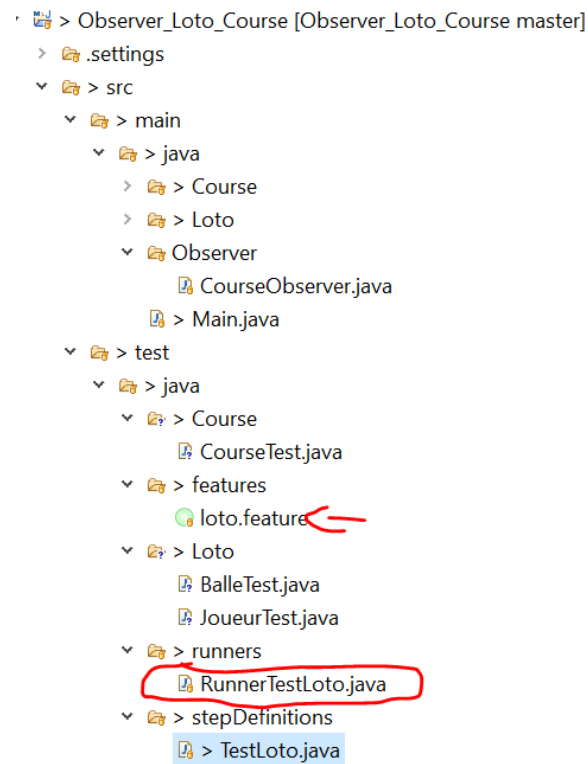 > Observer_Loto_Course [Observer_Loto_Course master]
> .settings
> src
> main
> java
> Course
> Loto
Observer
CourseObserver.java
> Main.java
> test
> java
> Course
CourseTest.java
> features
loto.feature
> Loto
BalleTest.java
JoueurTest.java
> runners
RunnerTestLoto.java
> stepDefinitions
> TestLoto.java